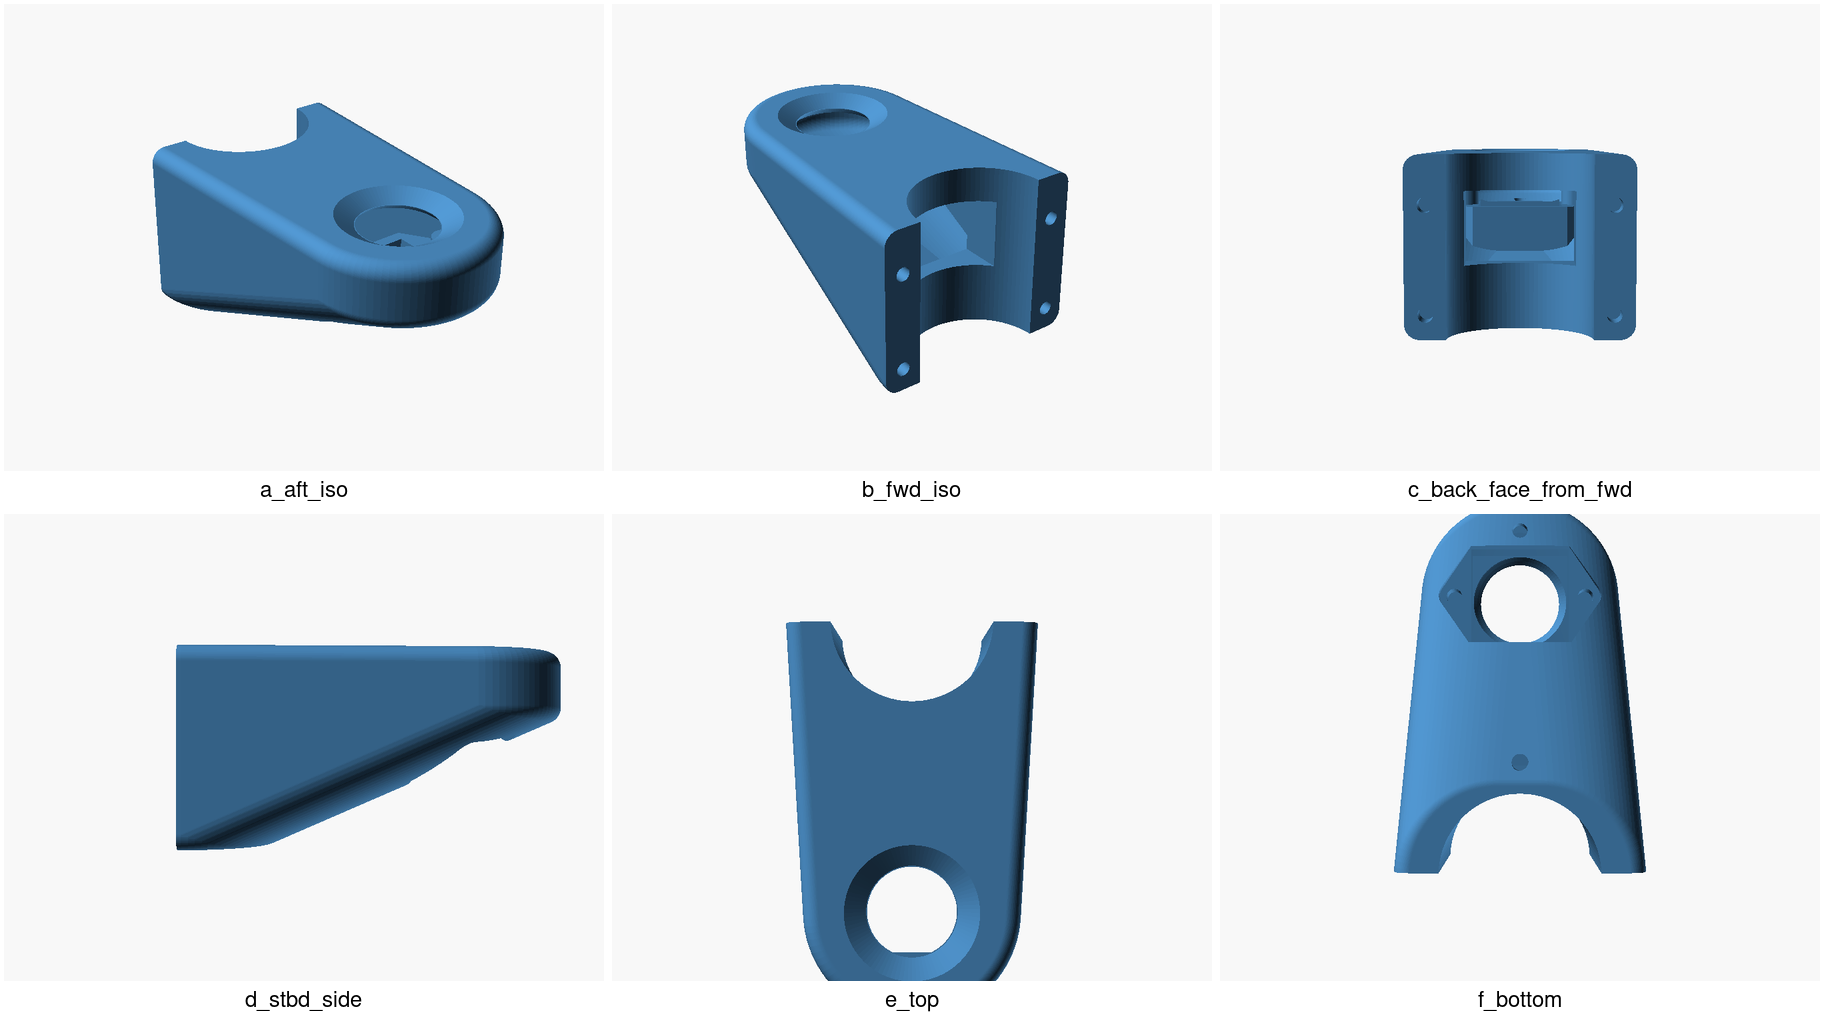 a_aft_iso
b_fwd_iso
c_back_face_from_fwd
d_stbd_side
e_top
f_bottom